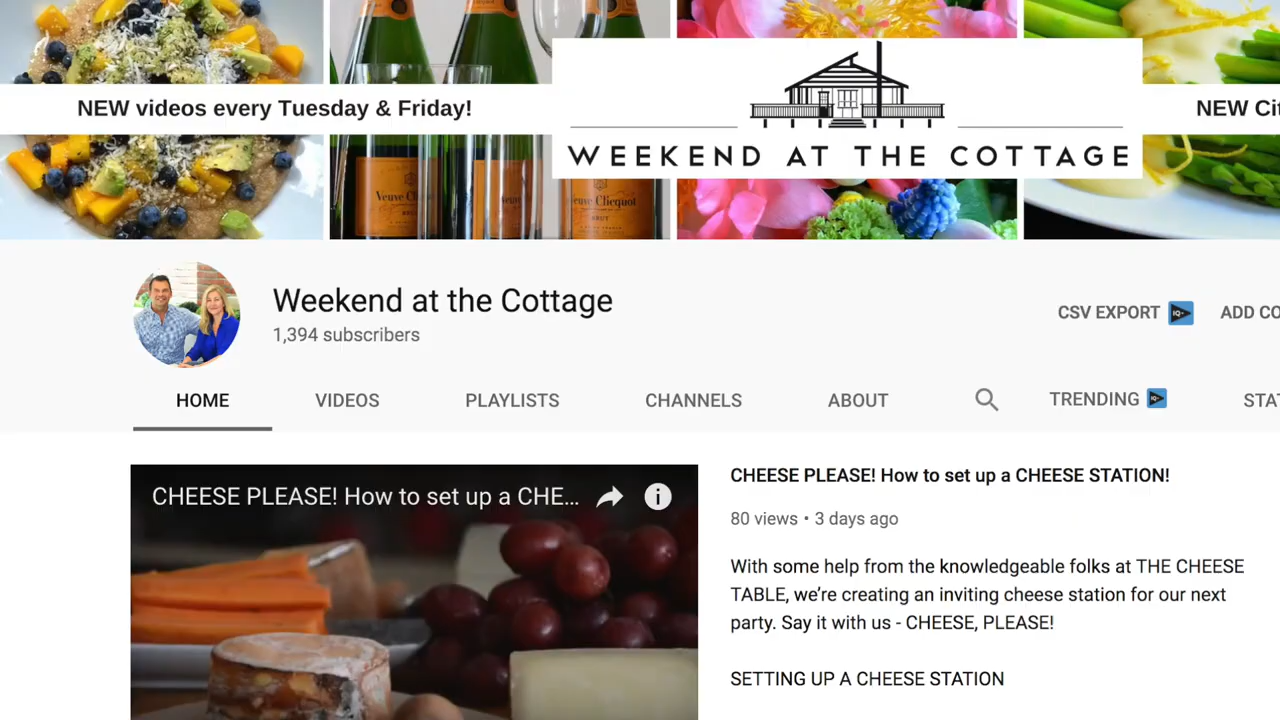 NEW videos every Tuesday & Friday!
WEEKEND AT THE COTTAGE
NEW Cit
Veuve Clicquot
BRUT
Veuve Clicquot
BRUT
Weekend at the Cottage
1,394 subscribers
CSV EXPORT
ADD CO
HOME
VIDEOS
PLAYLISTS
CHANNELS
ABOUT
TRENDING
STAT
CHEESE PLEASE! How to set up a CHE...
CHEESE PLEASE! How to set up a CHEESE STATION!
80 views • 3 days ago
With some help from the knowledgeable folks at THE CHEESE
TABLE, we're creating an inviting cheese station for our next
party. Say it with us - CHEESE, PLEASE!
SETTING UP A CHEESE STATION